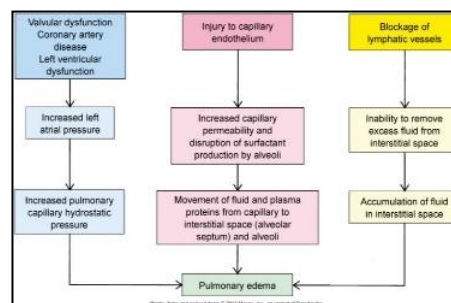 Valvular dysfunction
Coronary artery
disease
Left ventricular
dysfunction
Increased left
atrial pressure
Increased pulmonary
capillary hydrostatic
pressure
Injury to capillary
endothelium
Increased capillary
permeability and
disruption of surfactant
production by alveoli
Movement of fluid and plasma
proteins from capillary to
interstitial space (alveolar
septum) and alveoli
Blockage of
lymphatic vessels
Inability to remove
excess fluid from
interstitial space
Accumulation of fluid
in interstitial space
Pulmonary edema